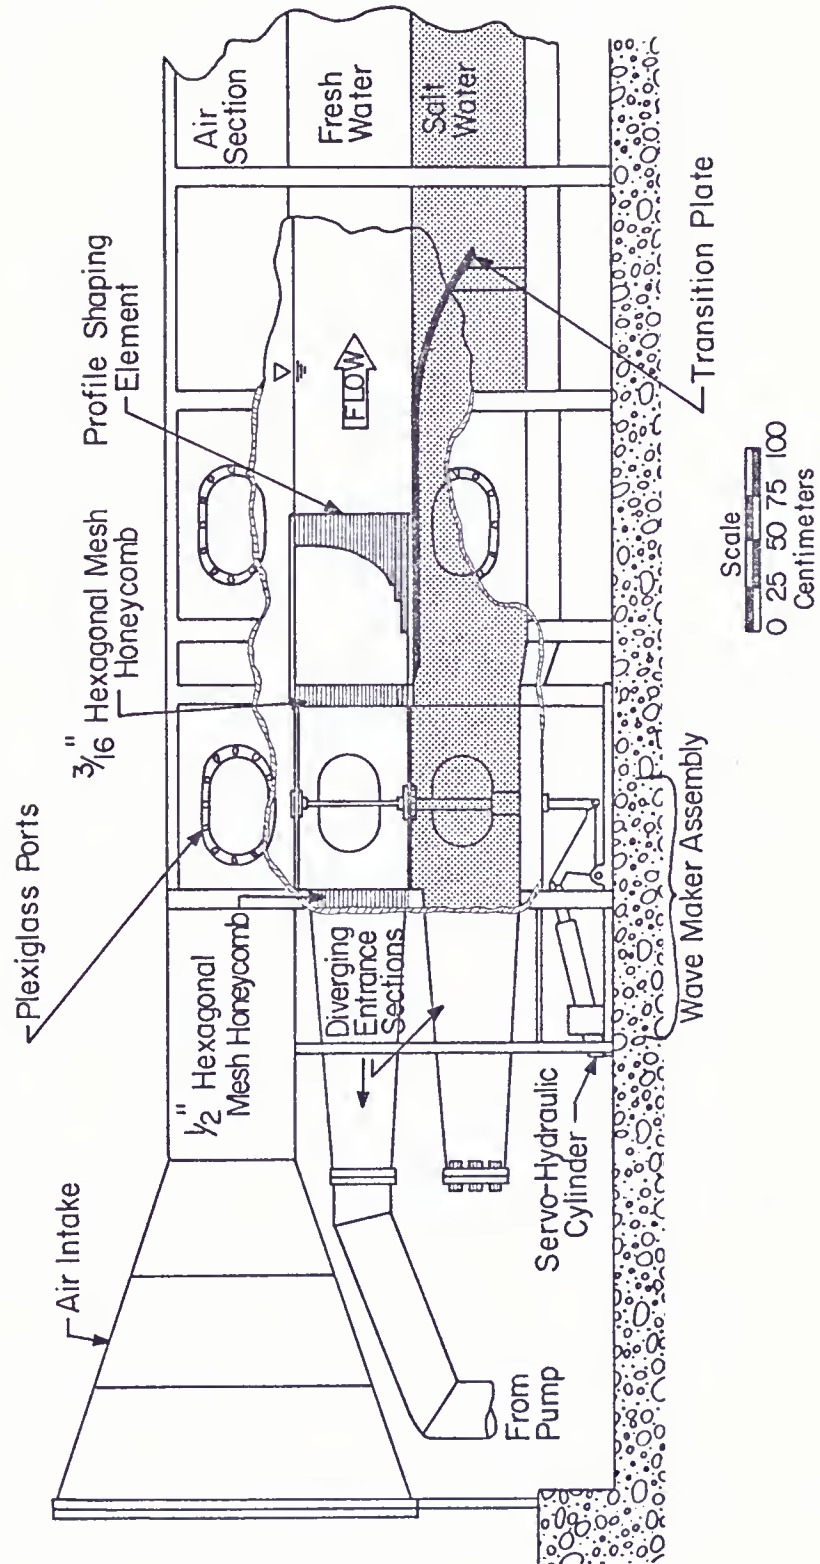 Air
Section
Fresh
Water
Salt
Water
Profile Shaping
Element
FLOW
Transition Plate
3/16" Hexagonal Mesh
Honeycomb
Scale
0 25 50 75 100
Centimeters
Plexiglass Ports
1/2" Hexagonal
Mesh Honeycomb
Diverging
Entrance
Sections
Wave Maker Assembly
Air Intake
Servo-Hydraulic
Cylinder
From
Pump